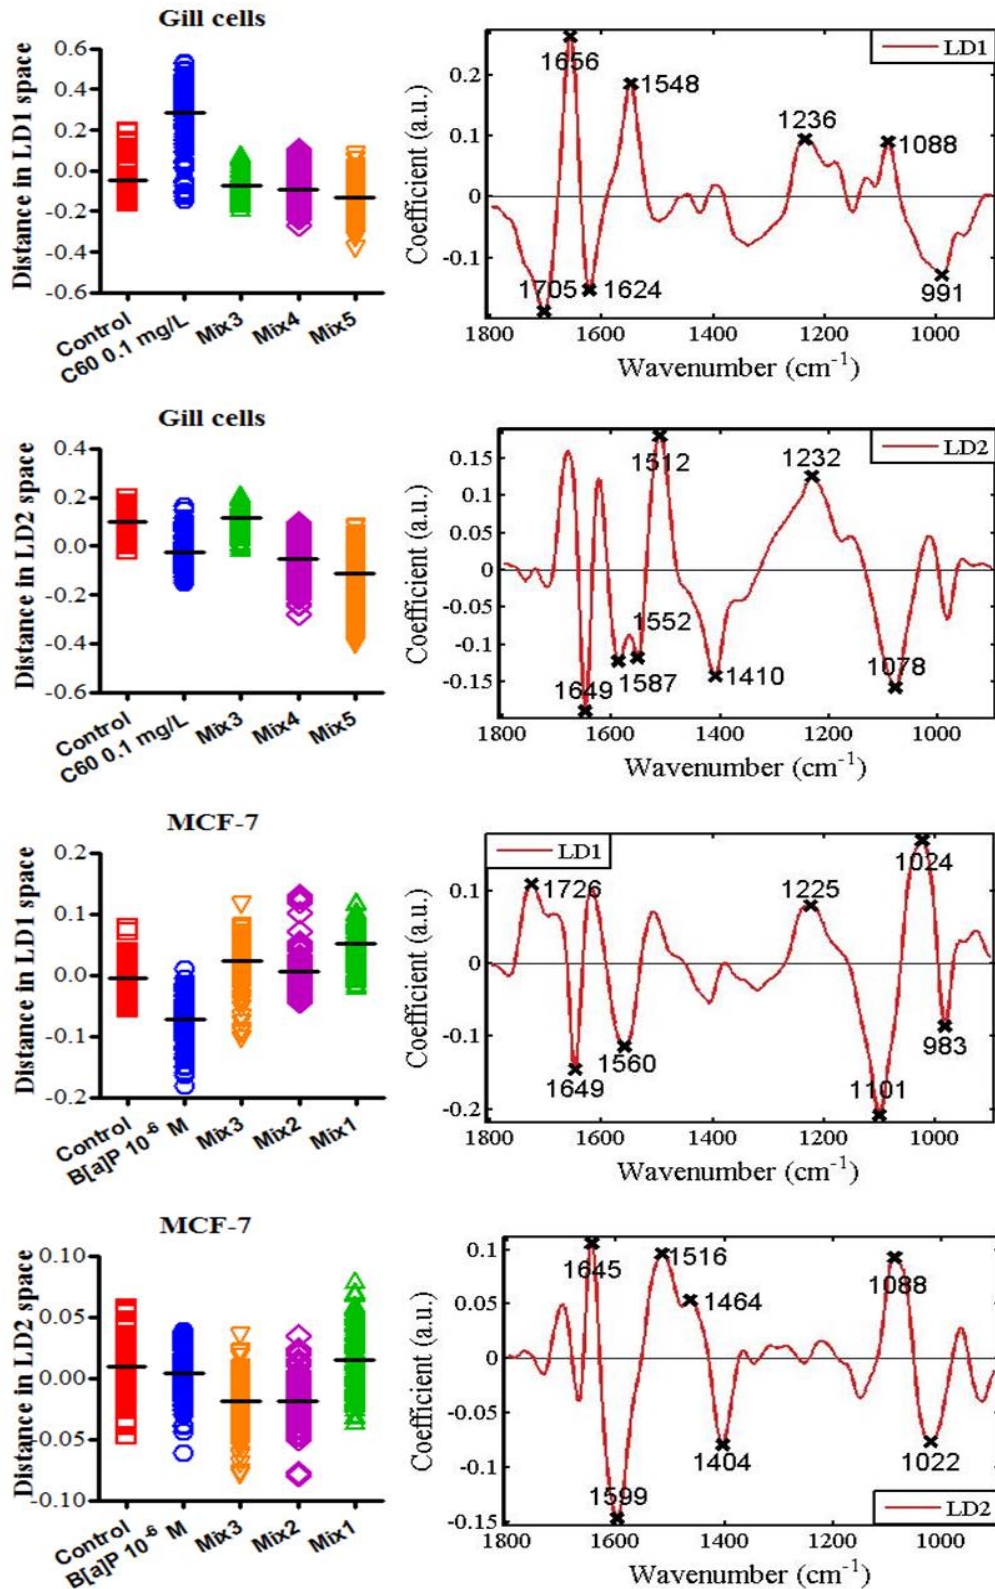 Gill cells
Distance in LD1 space
0.6
0.4
0.2
0.0
-0.2
-0.4
-0.6
Control
C60 0.1 mg/L
Mix3
Mix4
Mix5
LD1
Coefficient (a.u.)
0.2
0.1
0
-0.1
1656
1548
1236
1088
1705
1624
991
1800
1600
1400
1200
1000
Wavenumber (cm⁻¹)
Gill cells
Distance in LD2 space
0.4
0.2
0.0
-0.2
-0.4
-0.6
Control
C60 0.1 mg/L
Mix3
Mix4
Mix5
LD2
Coefficient (a.u.)
0.15
0.1
0.05
0
-0.05
-0.1
-0.15
1512
1232
1552
1587
1649
1410
1078
1800
1600
1400
1200
1000
Wavenumber (cm⁻¹)
MCF-7
Distance in LD1 space
0.2
0.1
0.0
-0.1
-0.2
Control
B[a]P 10⁻⁶ M
Mix3
Mix2
Mix1
LD1
Coefficient (a.u.)
0.1
0
-0.1
-0.2
1726
1225
1024
1649
1560
1101
983
1800
1600
1400
1200
1000
Wavenumber (cm⁻¹)
MCF-7
Distance in LD2 space
0.10
0.05
0.00
-0.05
-0.10
Control
B[a]P 10⁻⁶ M
Mix3
Mix2
Mix1
Coefficient (a.u.)
0.1
0.05
0
-0.05
-0.1
-0.15
1645
1516
1464
1088
1404
1022
1599
LD2
1800
1600
1400
1200
1000
Wavenumber (cm⁻¹)